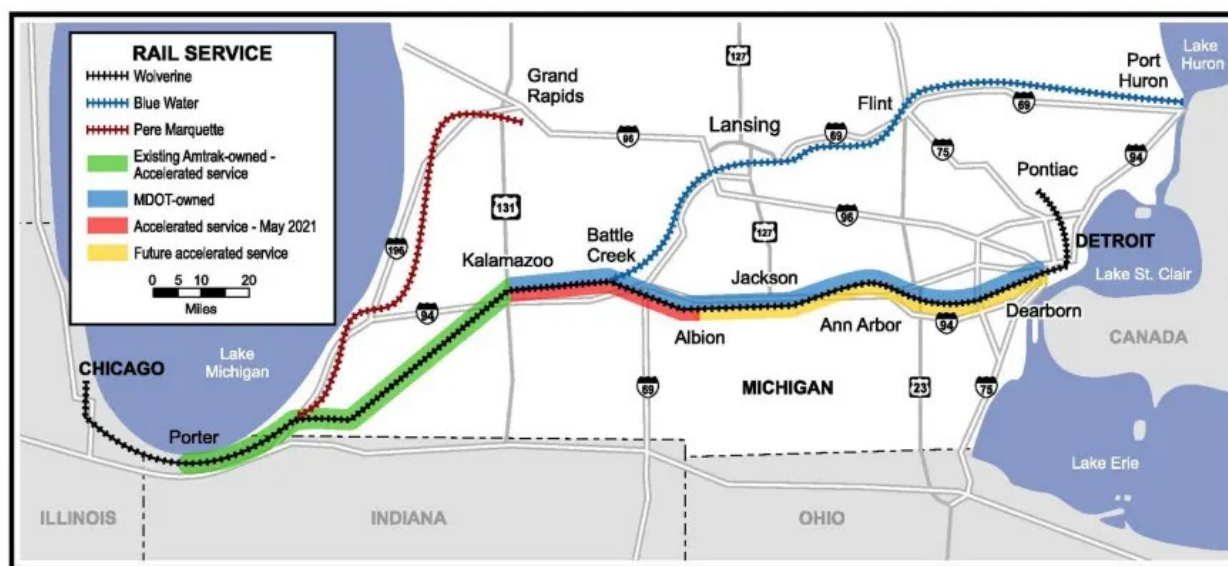 RAIL SERVICE
Wolverine
Blue Water
Pere Marquette
Existing Amtrak-owned -
Accelerated service
MDOT-owned
Accelerated service - May 2021
Future accelerated service
0 5 10 20
Miles
Lake
Huron
Port
Huron
127
Grand
Rapids
Flint
69
Lansing
69
96
75
94
Pontiac
131
96
196
Battle
Creek
127
DETROIT
Kalamazoo
Jackson
Lake St. Clair
94
Albion
Ann Arbor
94
Dearborn
CANADA
Lake
Michigan
CHICAGO
69
MICHIGAN
23
75
Porter
Lake Erie
ILLINOIS
INDIANA
OHIO